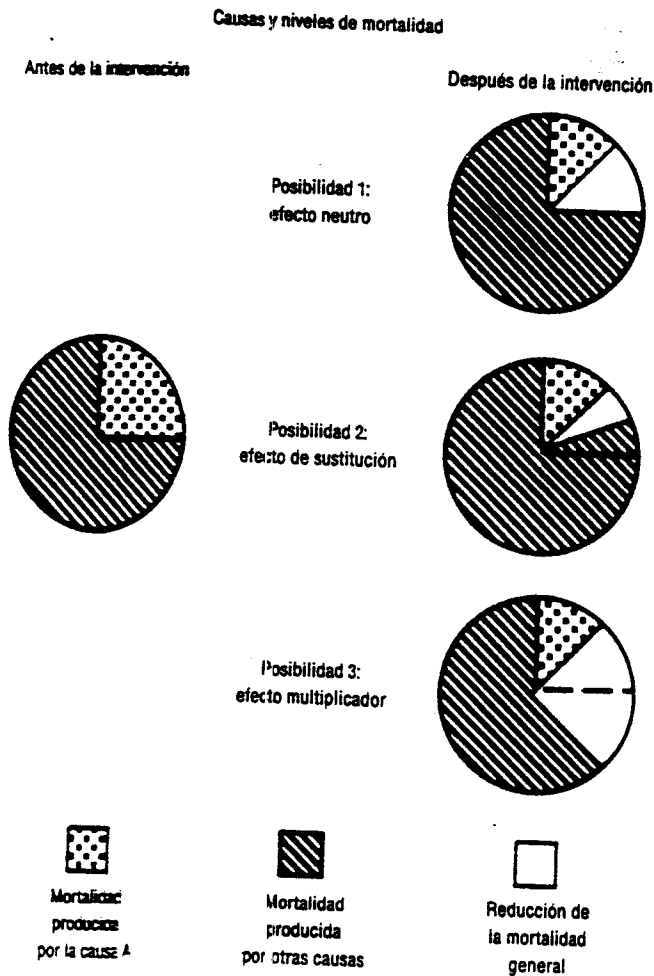 Causas y niveles de mortalidad
Antes de la intervención
Después de la intervención
Posibilidad 1:
efecto neutro
Posibilidad 2:
efecto de sustitución
Posibilidad 3:
efecto multiplicador
Mortalidad
producida
por la causa A
Mortalidad
producida
por otras causas
Reducción de
la mortalidad
general